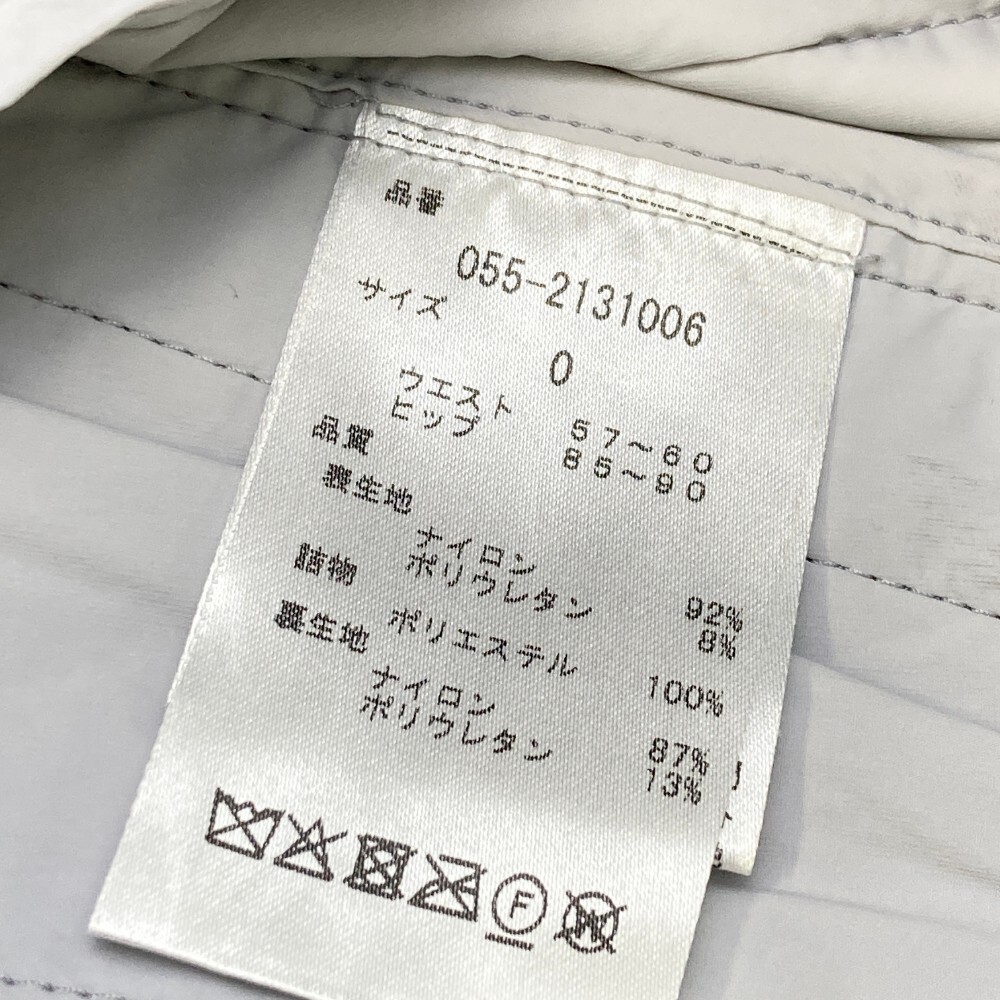 品番
055-2131006
サイズ
0
ウエスト 57~60
ヒップ 85~90
品質
表生地
ナイロン 92%
ポリウレタン 8%
詰物
ポリエステル 100%
裏生地
ナイロン 87%
ポリウレタン 13%
F
W